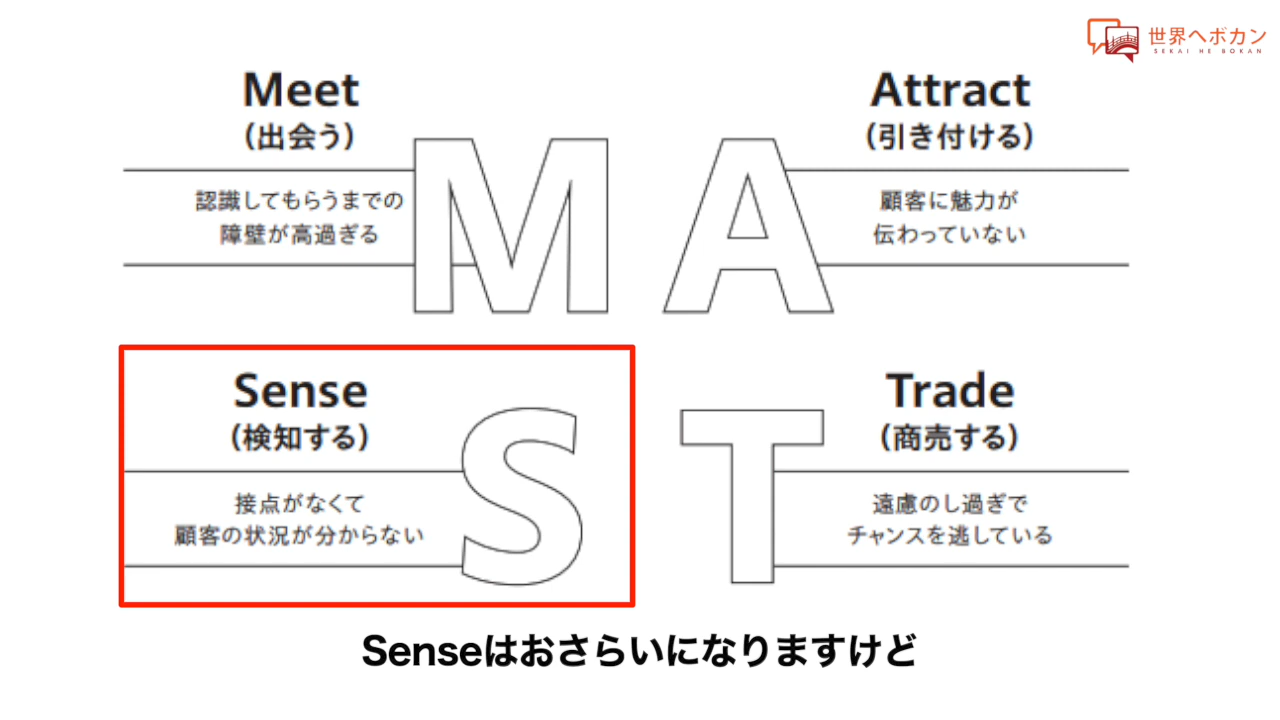 世界へボカン
SEKAI HE BOKAN
Meet
(出会う)
認識してもらうまでの
障壁が高過ぎる
M
Attract
(引き付ける)
顧客に魅力が
伝わっていない
A
Sense
(検知する)
接点がなくて
顧客の状況が分からない
S
Trade
(商売する)
遠慮のし過ぎで
チャンスを逃している
T
Senseはおさらいになりますけど